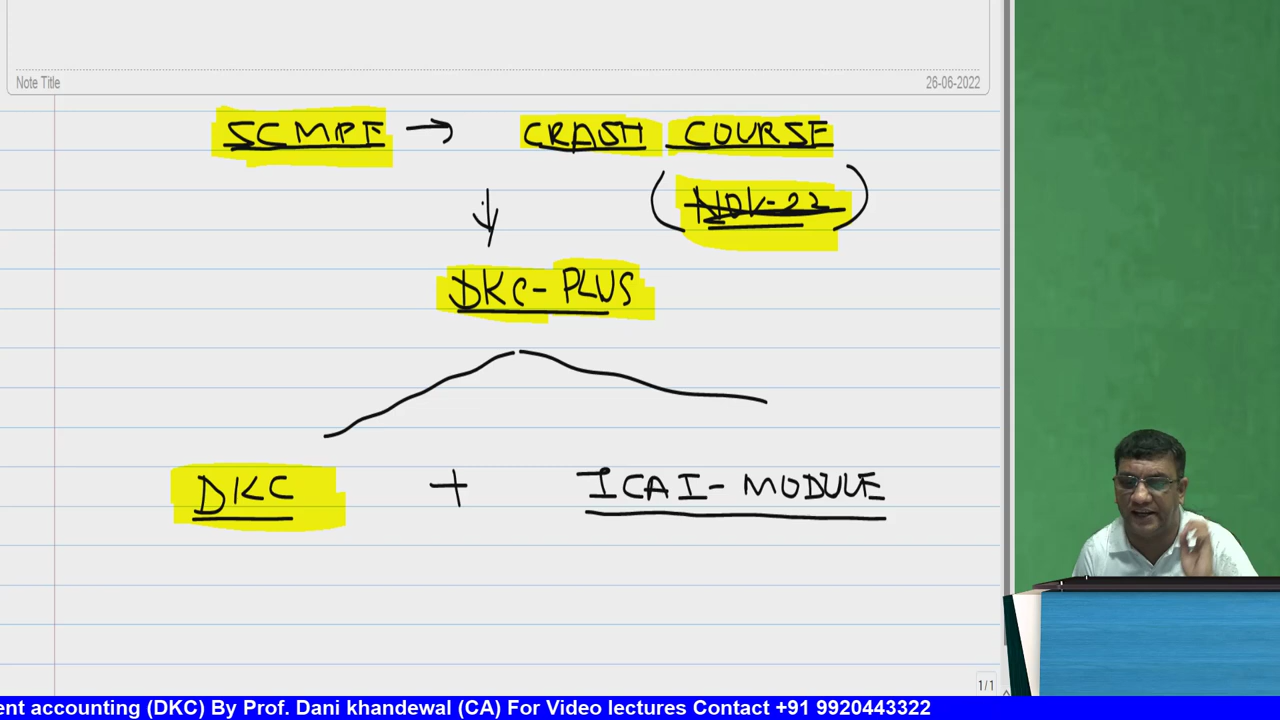 Note Title
26-06-2022
SCMPE → CRASH COURSE
(NOV-22)
↓
DKC-PLUS
DKC + ICAI-MODULE
1/1
ent accounting (DKC) By Prof. Dani khandewal (CA) For Video lectures Contact +91 9920443322